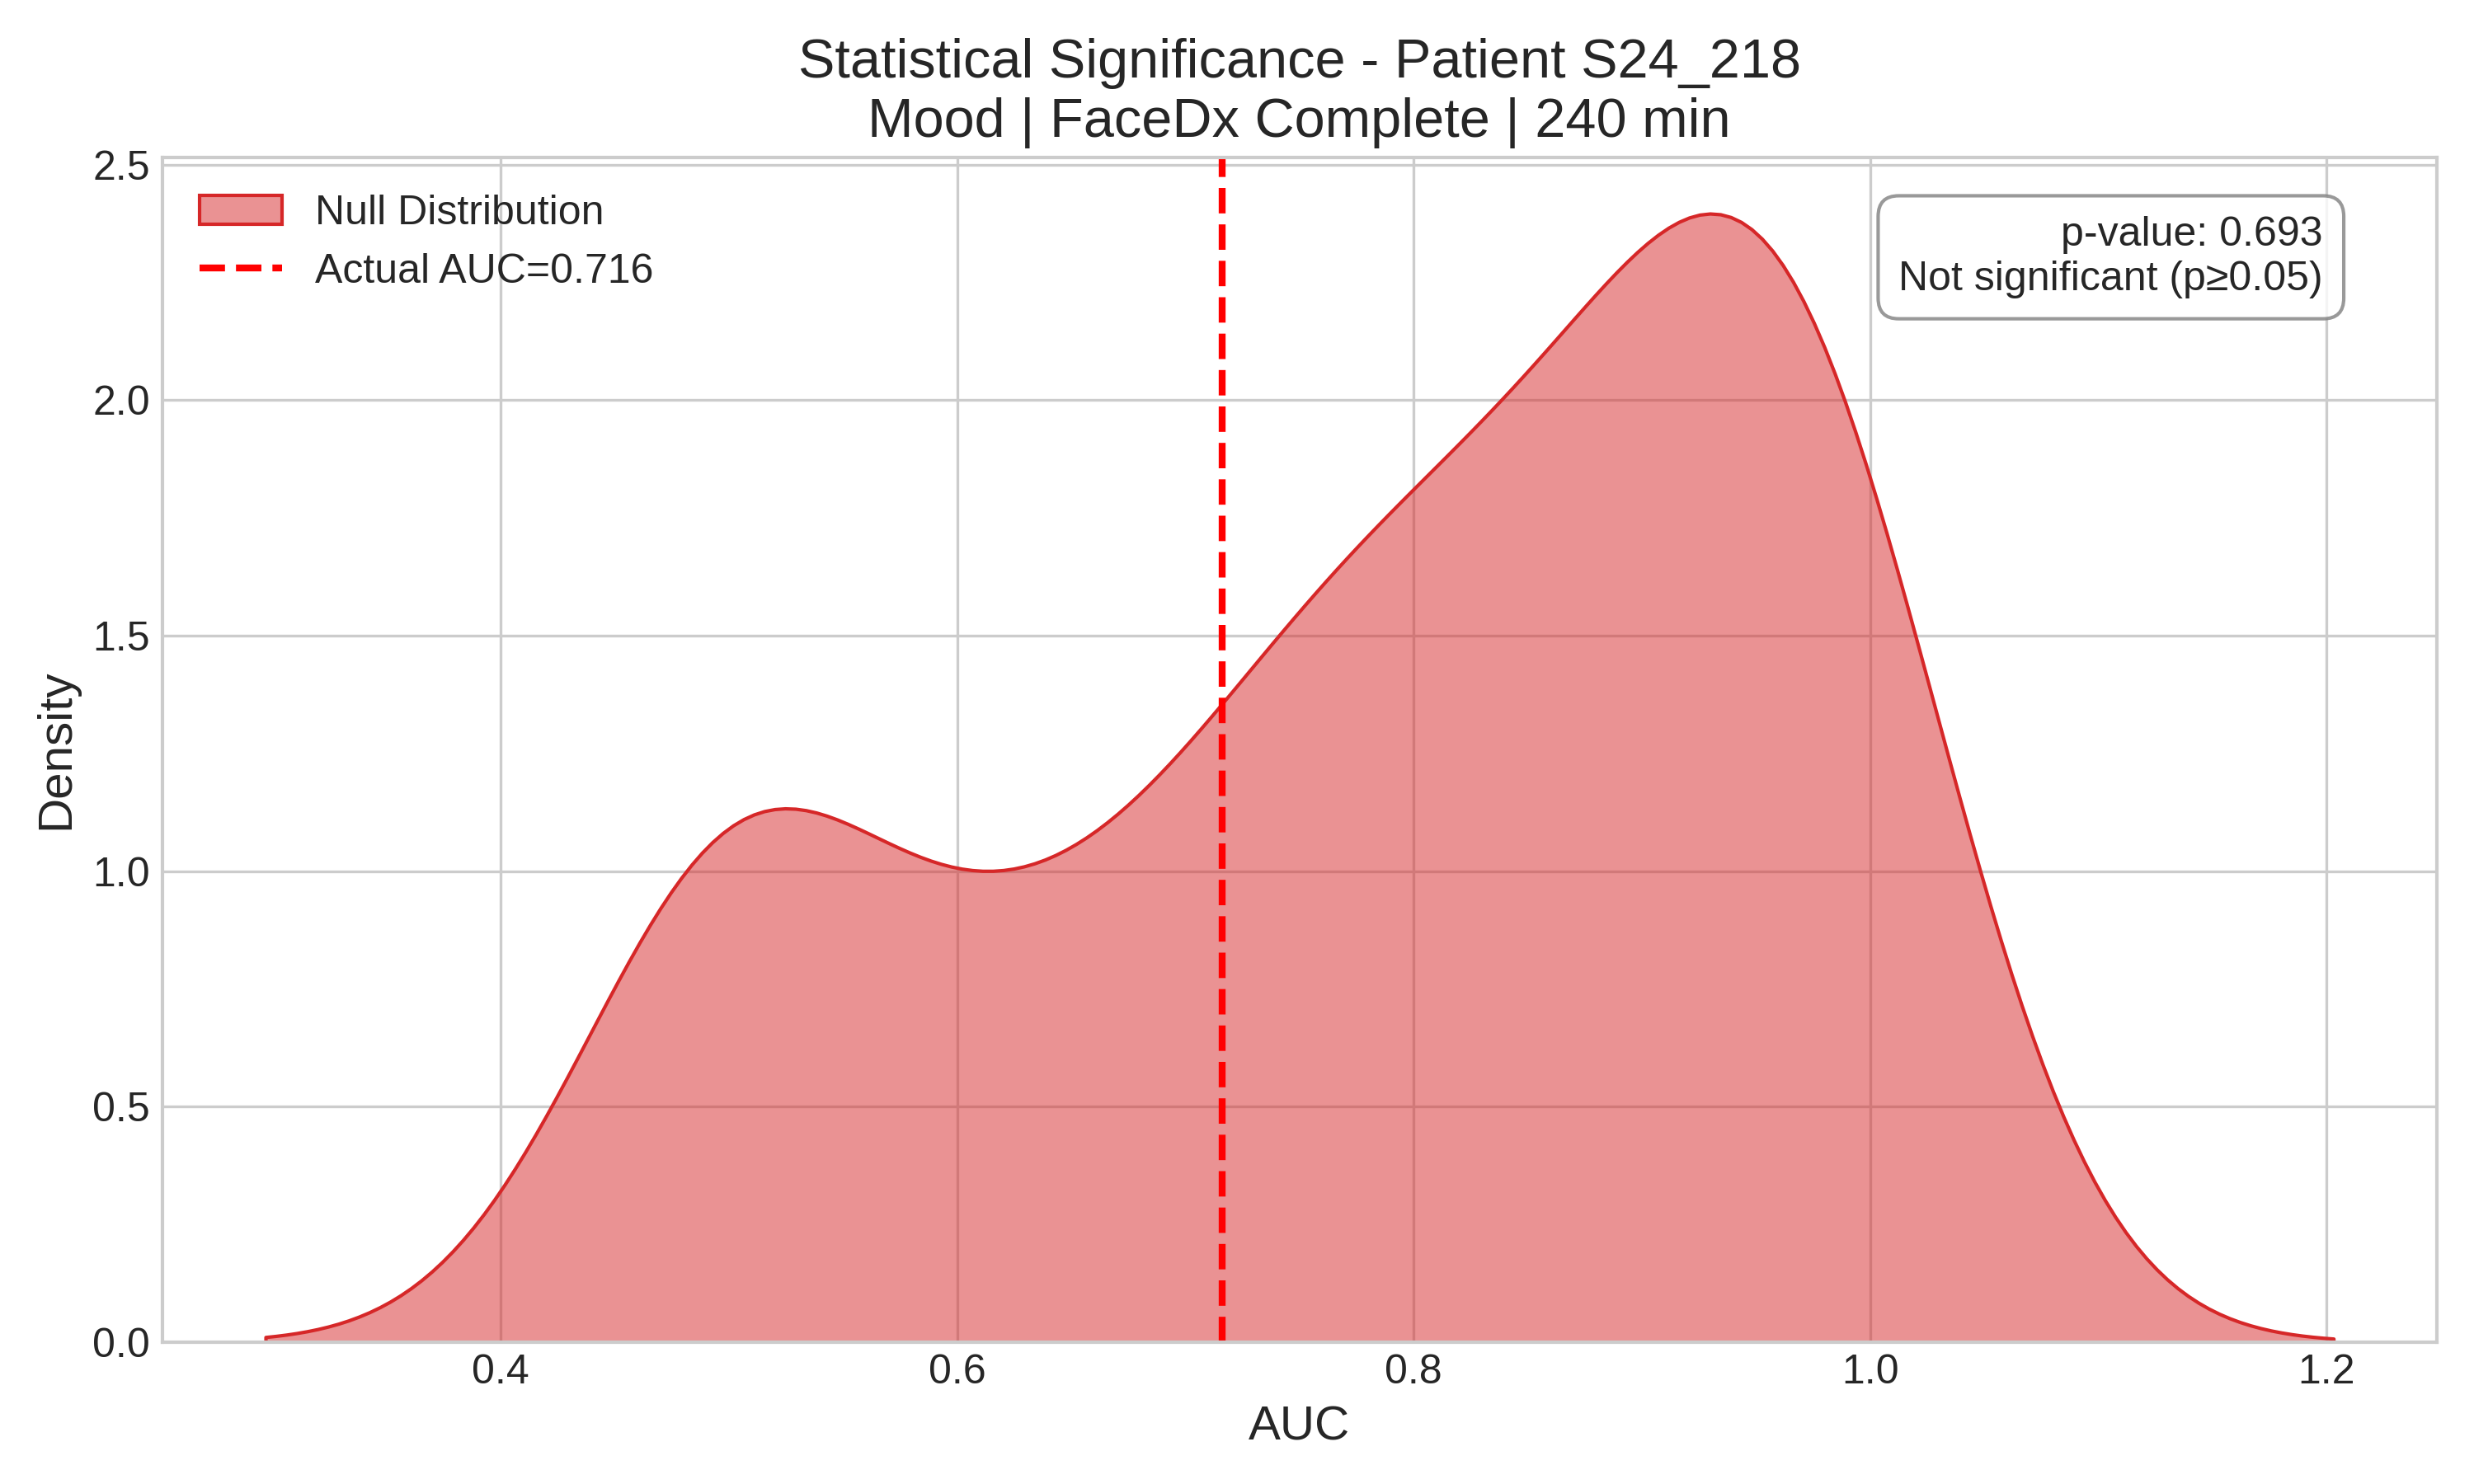 Statistical Significance - Patient S24_218
Mood | FaceDx Complete | 240 min
Null Distribution
Actual AUC=0.716
p-value: 0.693
Not significant (p≥0.05)
Density
2.5
2.0
1.5
1.0
0.5
0.0
0.4
0.6
0.8
1.0
1.2
AUC